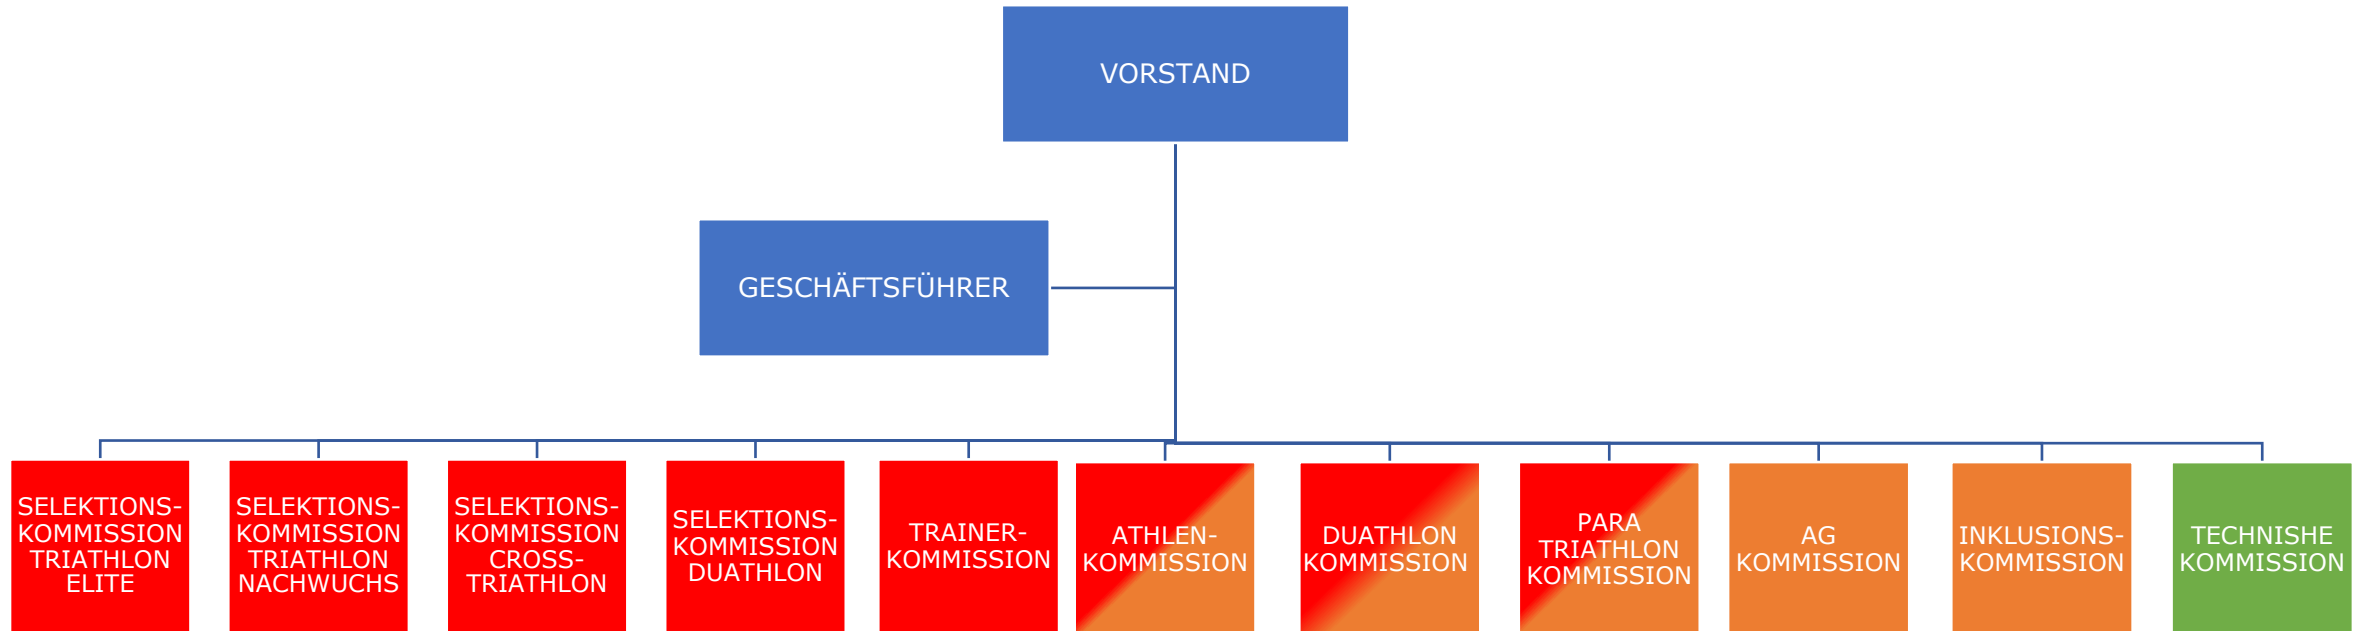 VORSTAND
GESCHÄFTSFÜHRER
SELEKTIONS-
KOMMISSION
TRIATHLON
ELITE
SELEKTIONS-
KOMMISSION
TRIATHLON
NACHWUCHS
SELEKTIONS-
KOMMISSION
CROSS-
TRIATHLON
SELEKTIONS-
KOMMISSION
DUATHLON
TRAINER-
KOMMISSION
ATHLEN-
KOMMISSION
DUATHLON
KOMMISSION
PARA
TRIATHLON
KOMMISSION
AG
KOMMISSION
INKLUSIONS-
KOMMISSION
TECHNISHE
KOMMISSION